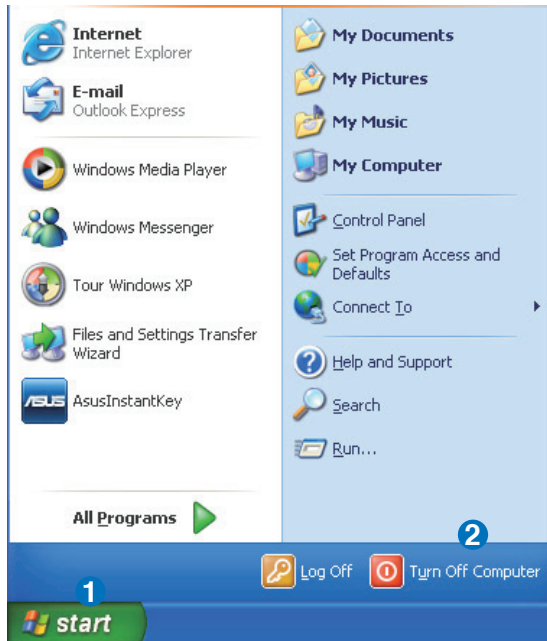 Internet
Internet Explorer
E-mail
Outlook Express
Windows Media Player
Windows Messenger
Tour Windows XP
Files and Settings Transfer
Wizard
ASUS
AsusInstantKey
All Programs
My Documents
My Pictures
My Music
My Computer
Control Panel
Set Program Access and
Defaults
Connect To
Help and Support
Search
Run...
2
Log Off
Turn Off Computer
1
start